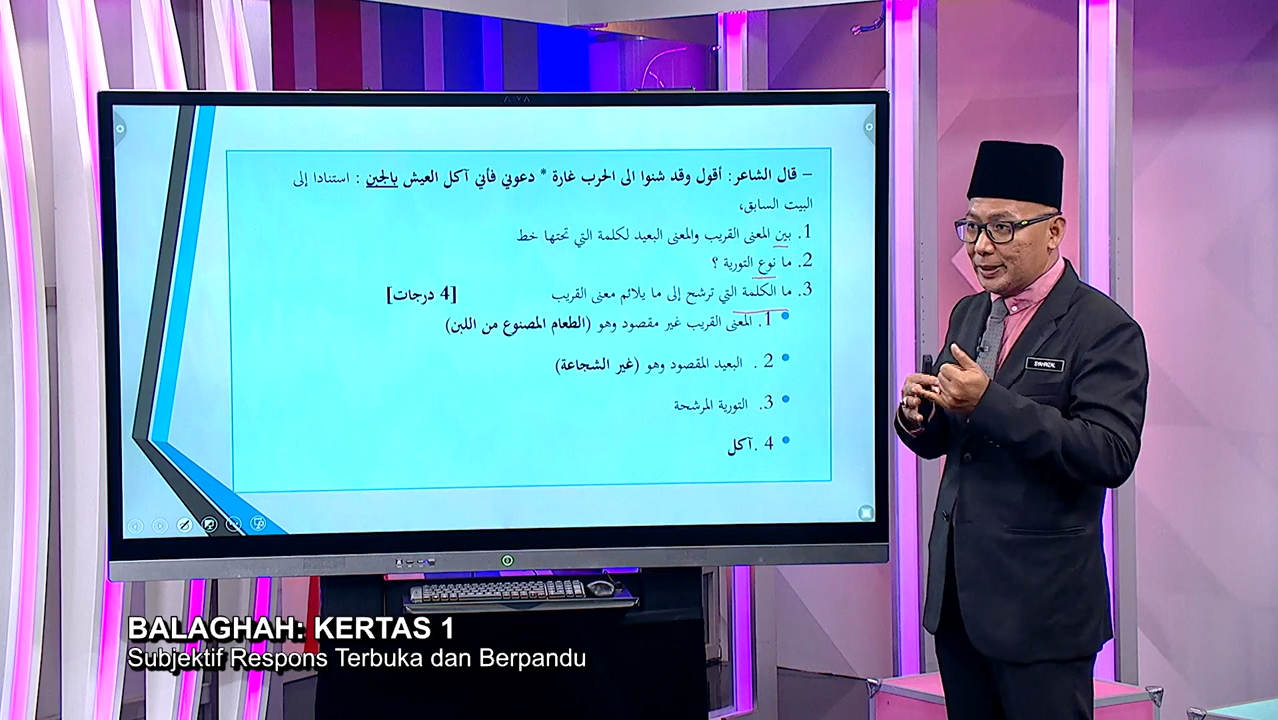 – قال الشاعر: أقول وقد شنوا الى الحرب غارة * دعوني فأني آكل العيش بالجبن : استنادا إلى
البيت السابق،
1. بين المعنى القريب والمعنى البعيد لكلمة التي تحتها خط
2. ما نوع التورية ؟
3. ما الكلمة التي ترشح إلى ما يلائم معنى القريب [4 درجات]
1. المعنى القريب غير مقصود وهو (الطعام المصنوع من اللبن)
2 . البعيد المقصود وهو (غير الشجاعة)
3. التورية المرشحة
4 .آكل
SYAHRIZAL
BALAGHAH: KERTAS 1
Subjektif Respons Terbuka dan Berpandu